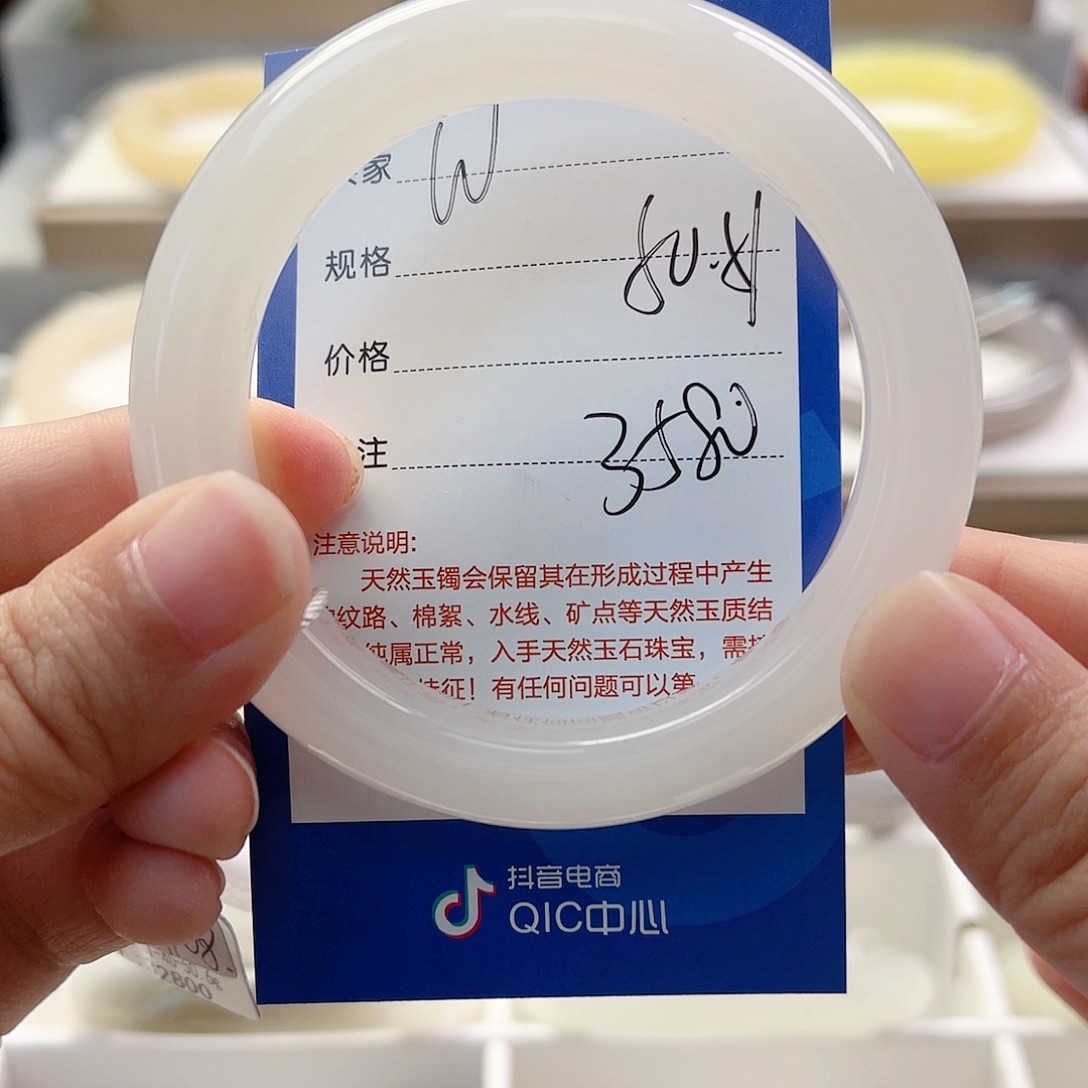 家 W
规格
价格
注 3580
注意说明:
天然玉镯会保留其在形成过程中产生
纹路、棉絮、水线、矿点等天然玉质结
纯属正常，入手天然玉石珠宝，需
特征！有任何问题可以第
抖音电商
QIC中心
2800